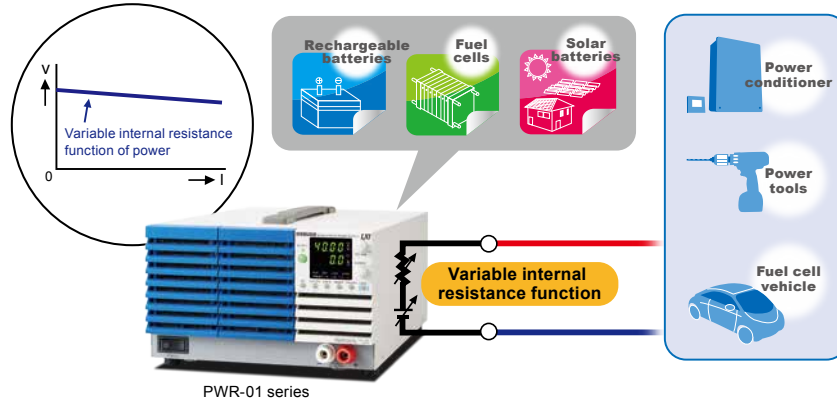 V
Variable internal resistance
function of power
0
I
Rechargeable
batteries
Fuel
cells
Solar
batteries
Power
conditioner
Power
tools
Fuel cell
vehicle
40.00
0.0
Variable internal
resistance function
PWR-01 series